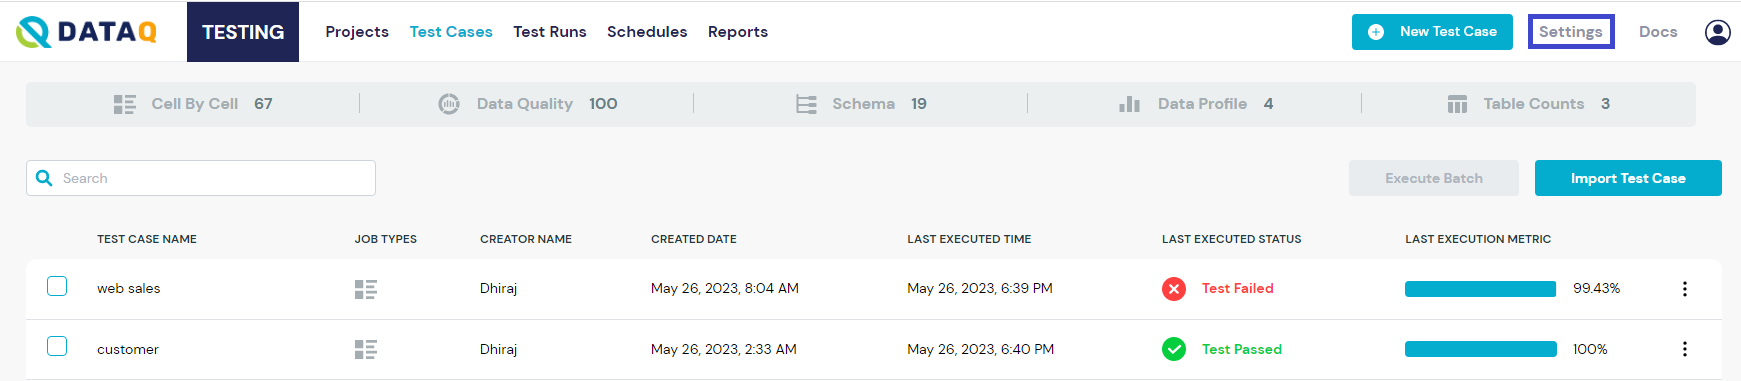 DATAQ TESTING Projects Test Cases Test Runs Schedules Reports New Test Case Settings Docs
Cell By Cell 67 Data Quality 100 Schema 19 Data Profile 4 Table Counts 3
Search Execute Batch Import Test Case
TEST CASE NAME JOB TYPES CREATOR NAME CREATED DATE LAST EXECUTED TIME LAST EXECUTED STATUS LAST EXECUTION METRIC
web sales Dhiraj May 26, 2023, 8:04 AM May 26, 2023, 6:39 PM Test Failed 99.43%
customer Dhiraj May 26, 2023, 2:33 AM May 26, 2023, 6:40 PM Test Passed 100%